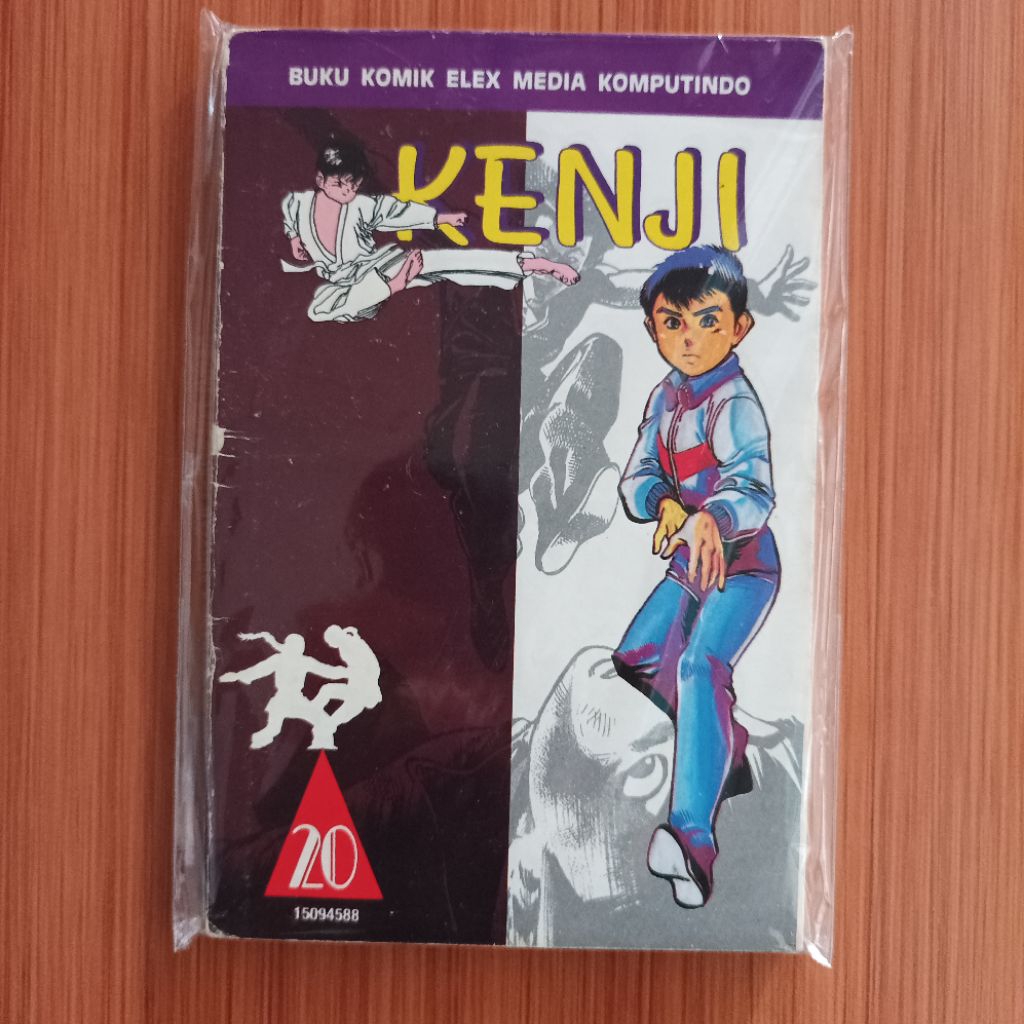 BUKU KOMIK ELEX MEDIA KOMPUTINDO
KENJI
20
15094588